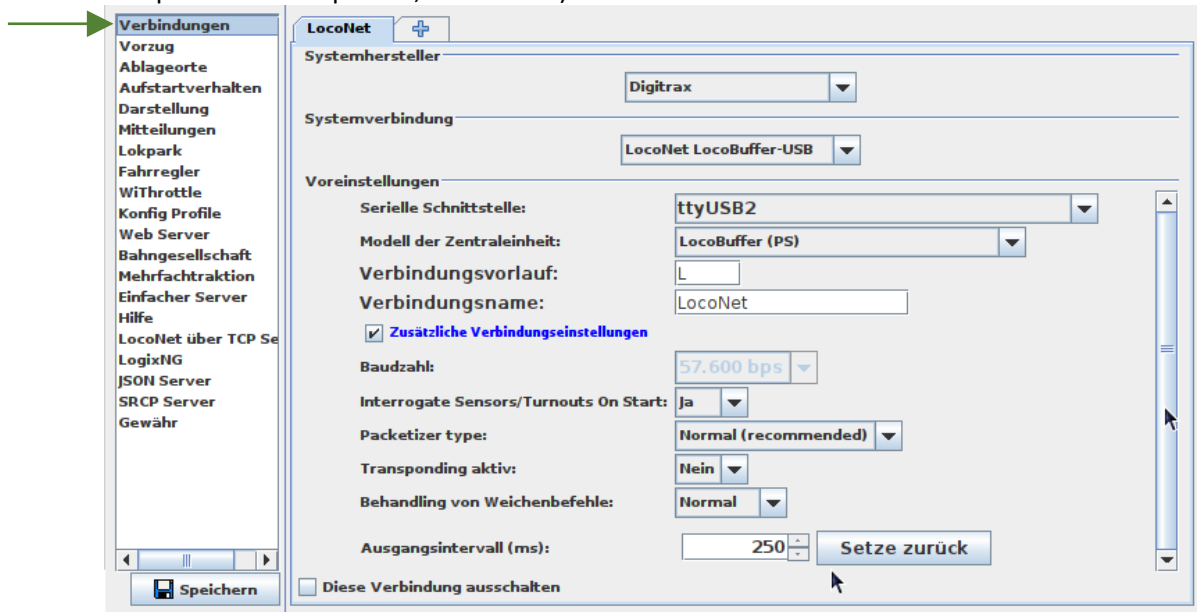 Verbindungen
Vorzug
Ablageorte
Aufstartverhalten
Darstellung
Mitteilungen
Lokpark
Fahrregler
WiThrottle
Konfig Profile
Web Server
Bahngesellschaft
Mehrfachtraktion
Einfacher Server
Hilfe
LocoNet über TCP Se
LogixNG
JSON Server
SRCP Server
Gewähr
Speichern
LocoNet
Systemhersteller
Digitrax
Systemverbindung
LocoNet LocoBuffer-USB
Voreinstellungen
Serielle Schnittstelle: ttyUSB2
Modell der Zentraleinheit: LocoBuffer (PS)
Verbindungsvorlauf: L
Verbindungsname: LocoNet
Zusätzliche Verbindungseinstellungen
Baudzahl: 57.600 bps
Interrogate Sensors/Turnouts On Start: Ja
Packetizer type: Normal (recommended)
Transponding aktiv: Nein
Behandling von Weichenbefehle: Normal
Ausgangsintervall (ms): 250 Setze zurück
Diese Verbindung ausschalten